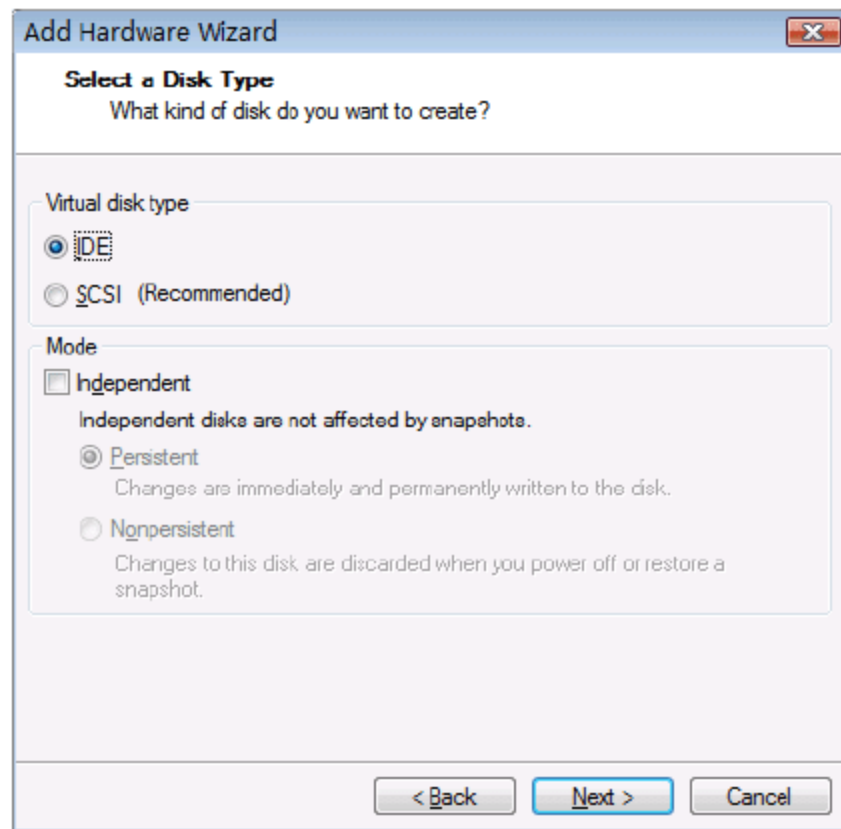 Add Hardware Wizard
Select a Disk Type
What kind of disk do you want to create?
Virtual disk type
IDE
SCSI (Recommended)
Mode
Independent
Independent disks are not affected by snapshots.
Persistent
Changes are immediately and permanently written to the disk.
Nonpersistent
Changes to this disk are discarded when you power off or restore a
snapshot.
< Back Next > Cancel